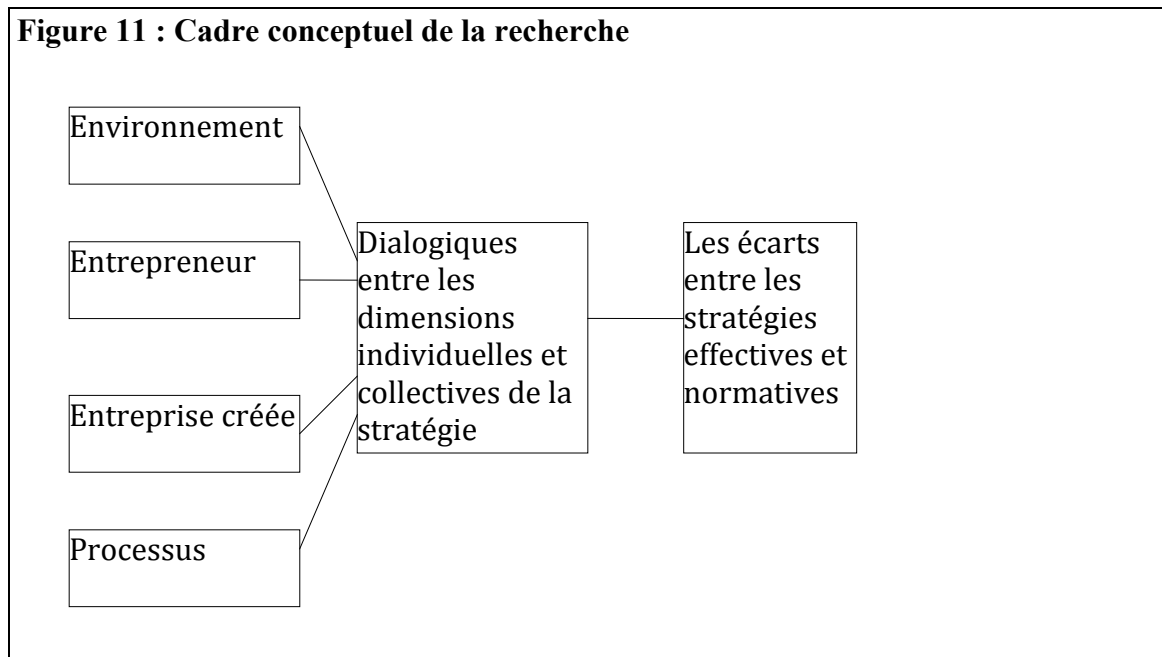 Figure 11 : Cadre conceptuel de la recherche
Environnement
Entrepreneur
Entreprise créée
Processus
Dialogiques
entre les
dimensions
individuelles et
collectives de la
stratégie
Les écarts
entre les
stratégies
effectives et
normatives